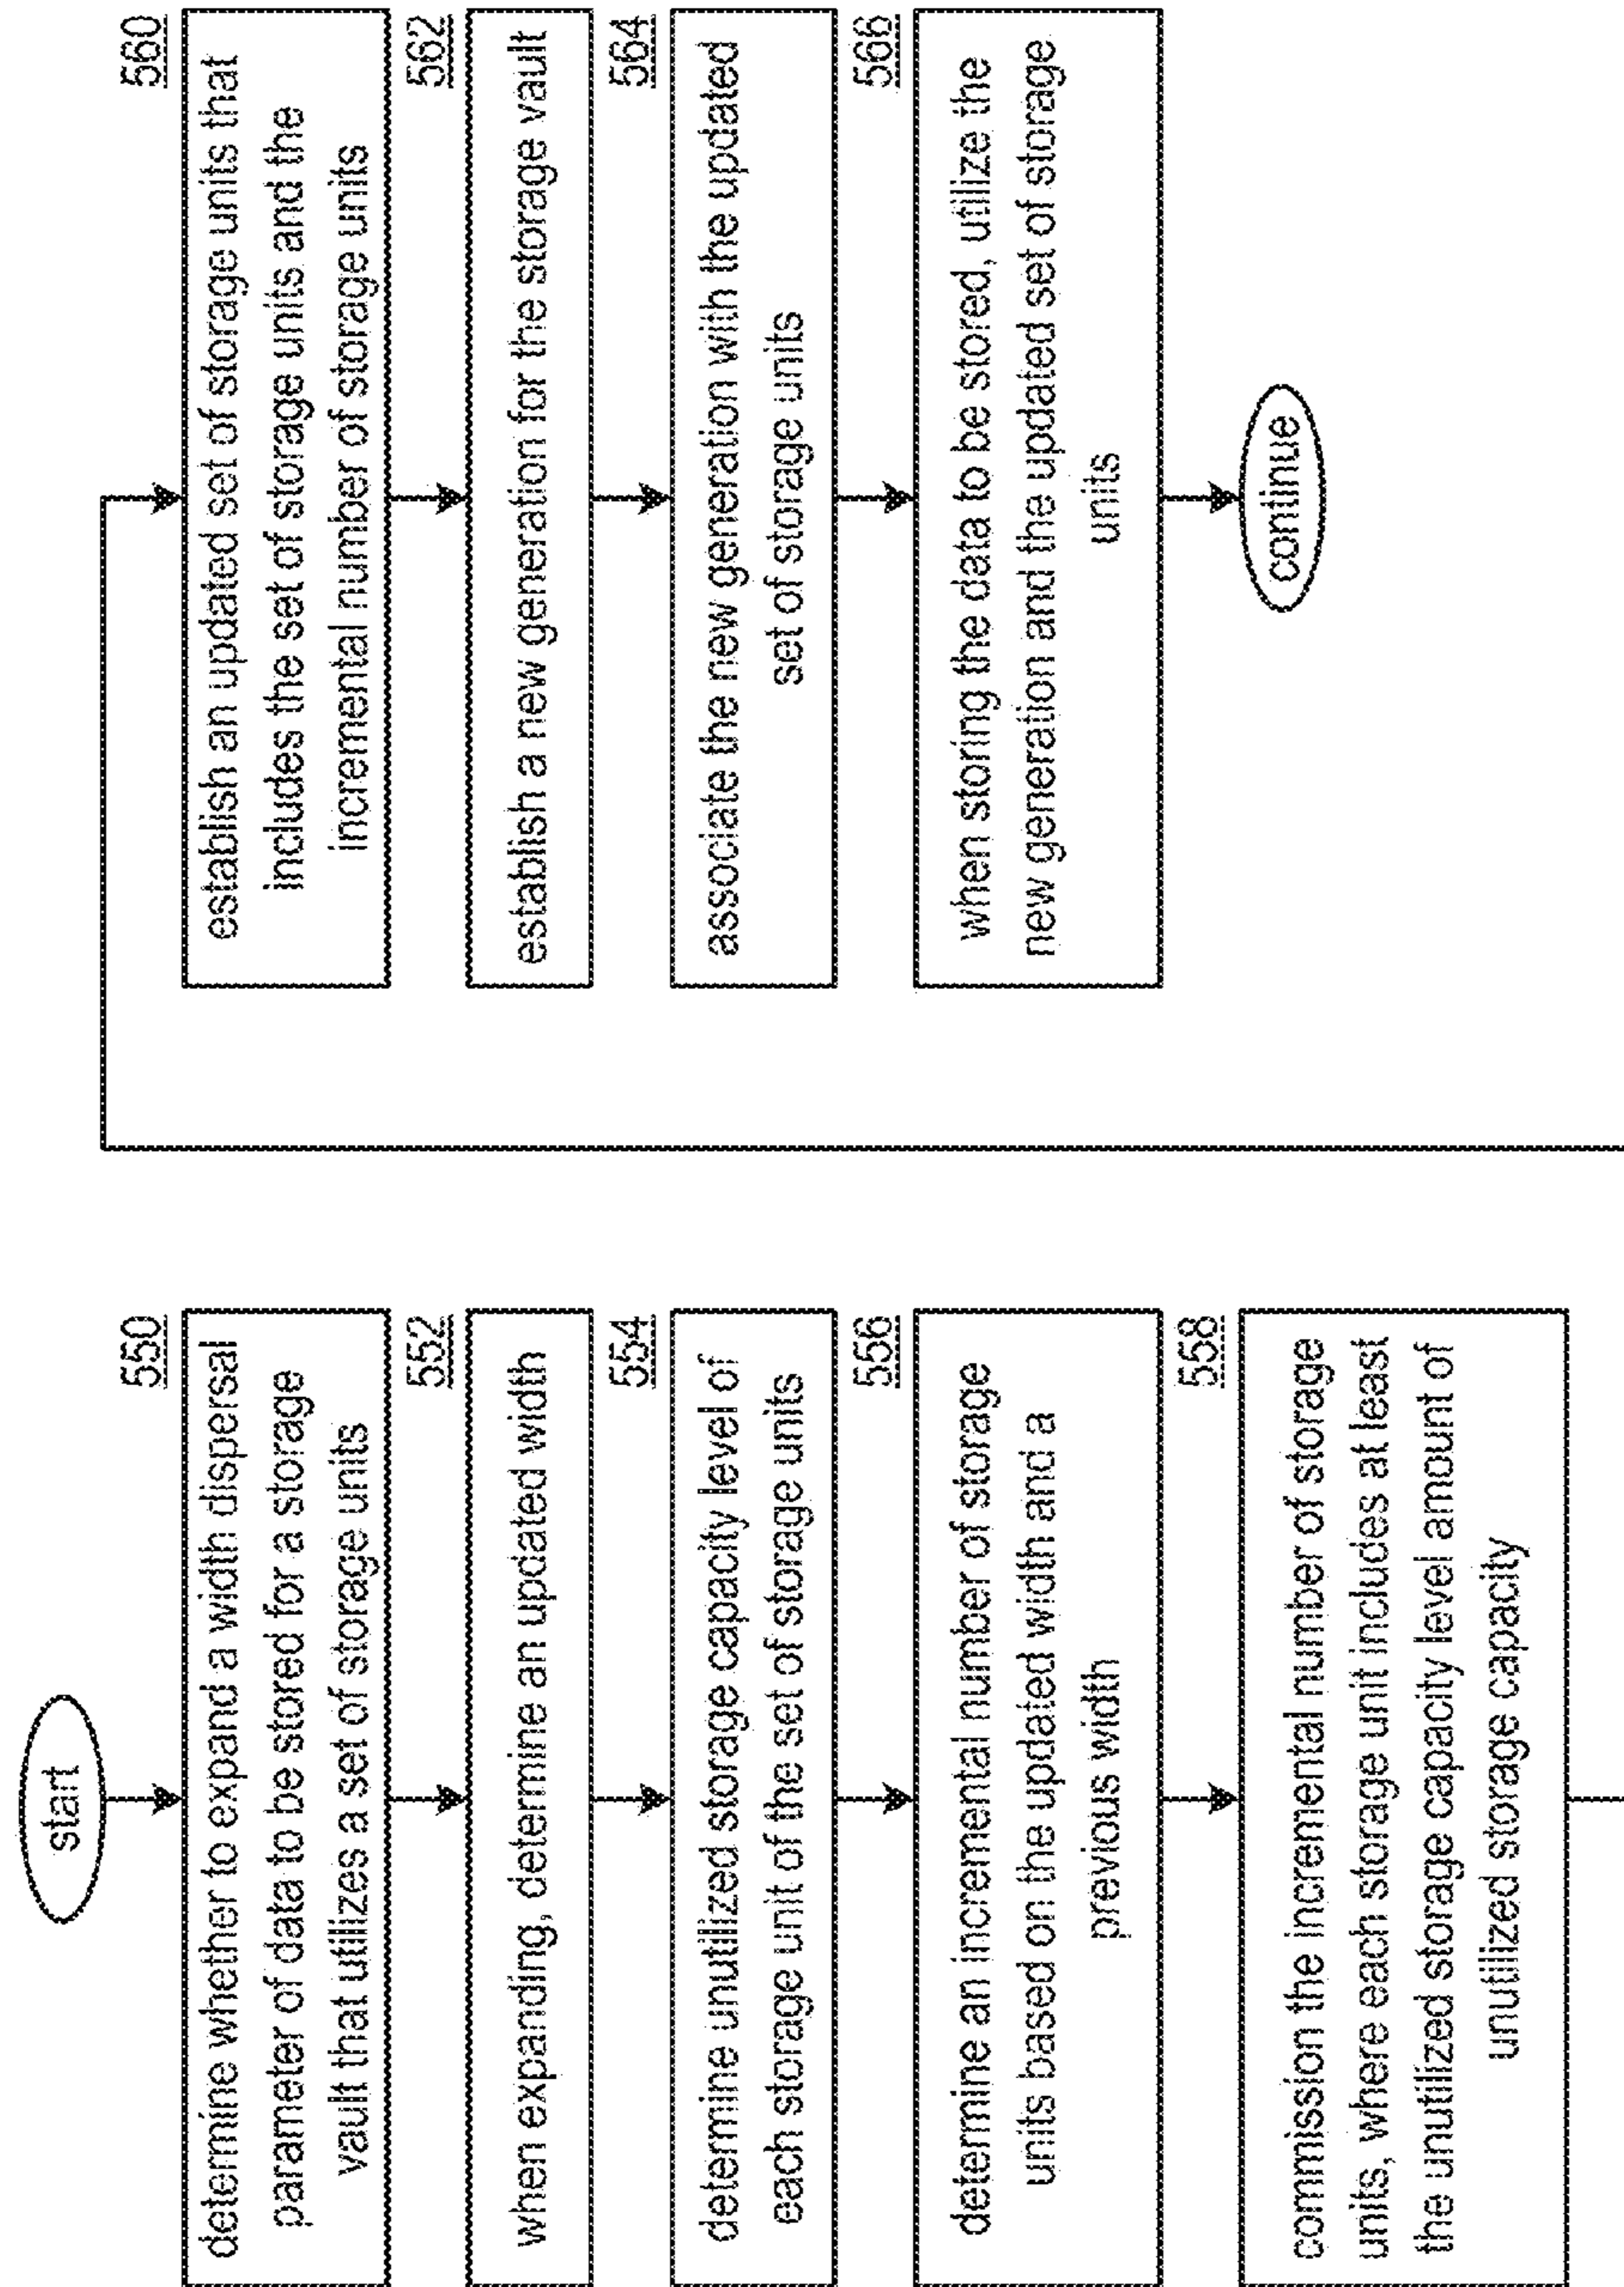 start
550
determine whether to expand a width dispersal
parameter of data to be stored for a storage
vault that utilizes a set of storage units
552
when expanding, determine an updated width
554
determine unutilized storage capacity level of
each storage unit of the set of storage units
556
determine an incremental number of storage
units based on the updated width and a
previous width
558
commission the incremental number of storage
units, where each storage unit includes at least
the unutilized storage capacity level amount of
unutilized storage capacity
560
establish an updated set of storage units that
includes the set of storage units and the
incremental number of storage units
562
establish a new generation for the storage vault
564
associate the new generation with the updated
set of storage units
566
when storing the data to be stored, utilize the
new generation and the updated set of storage
units
continue